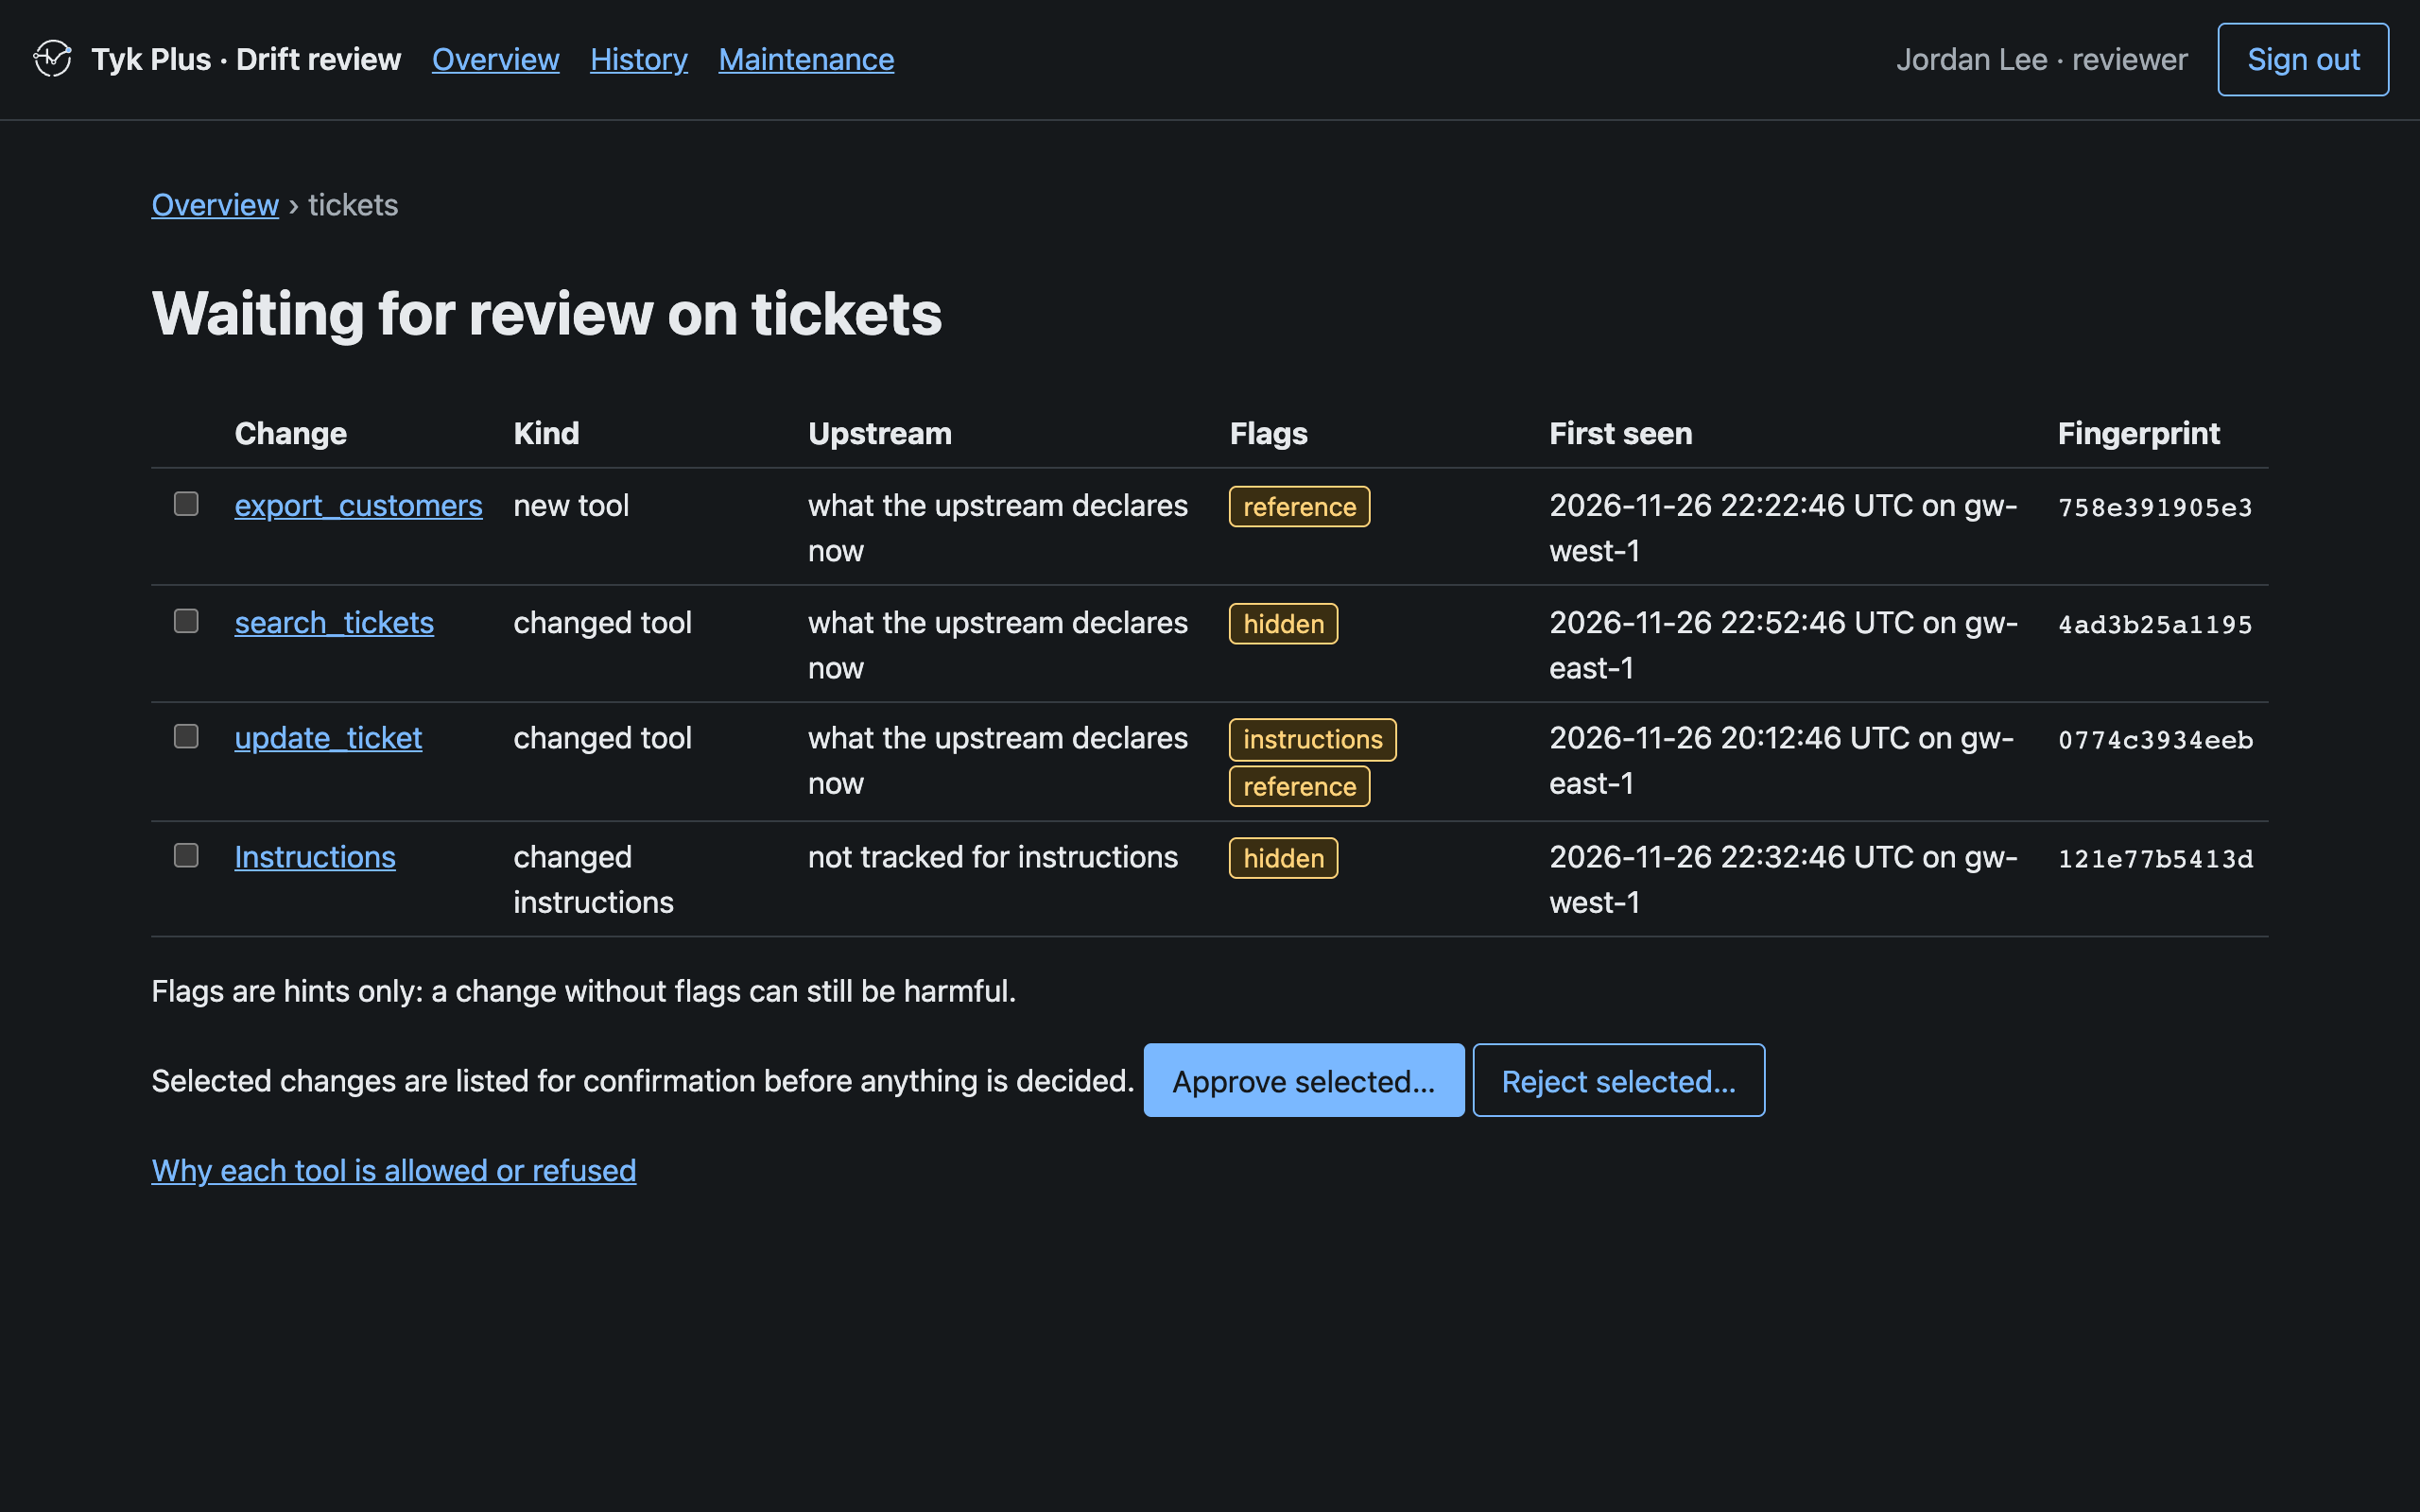 Tyk Plus · Drift review Overview History Maintenance Jordan Lee · reviewer Sign out
Overview › tickets
Waiting for review on tickets
Change Kind Upstream Flags First seen Fingerprint
export_customers new tool what the upstream declares now reference 2026-11-26 22:22:46 UTC on gw-west-1 758e391905e3
search_tickets changed tool what the upstream declares now hidden 2026-11-26 22:52:46 UTC on gw-east-1 4ad3b25a1195
update_ticket changed tool what the upstream declares now instructions reference 2026-11-26 20:12:46 UTC on gw-east-1 0774c3934eeb
Instructions changed instructions not tracked for instructions hidden 2026-11-26 22:32:46 UTC on gw-west-1 121e77b5413d
Flags are hints only: a change without flags can still be harmful.
Selected changes are listed for confirmation before anything is decided. Approve selected... Reject selected...
Why each tool is allowed or refused